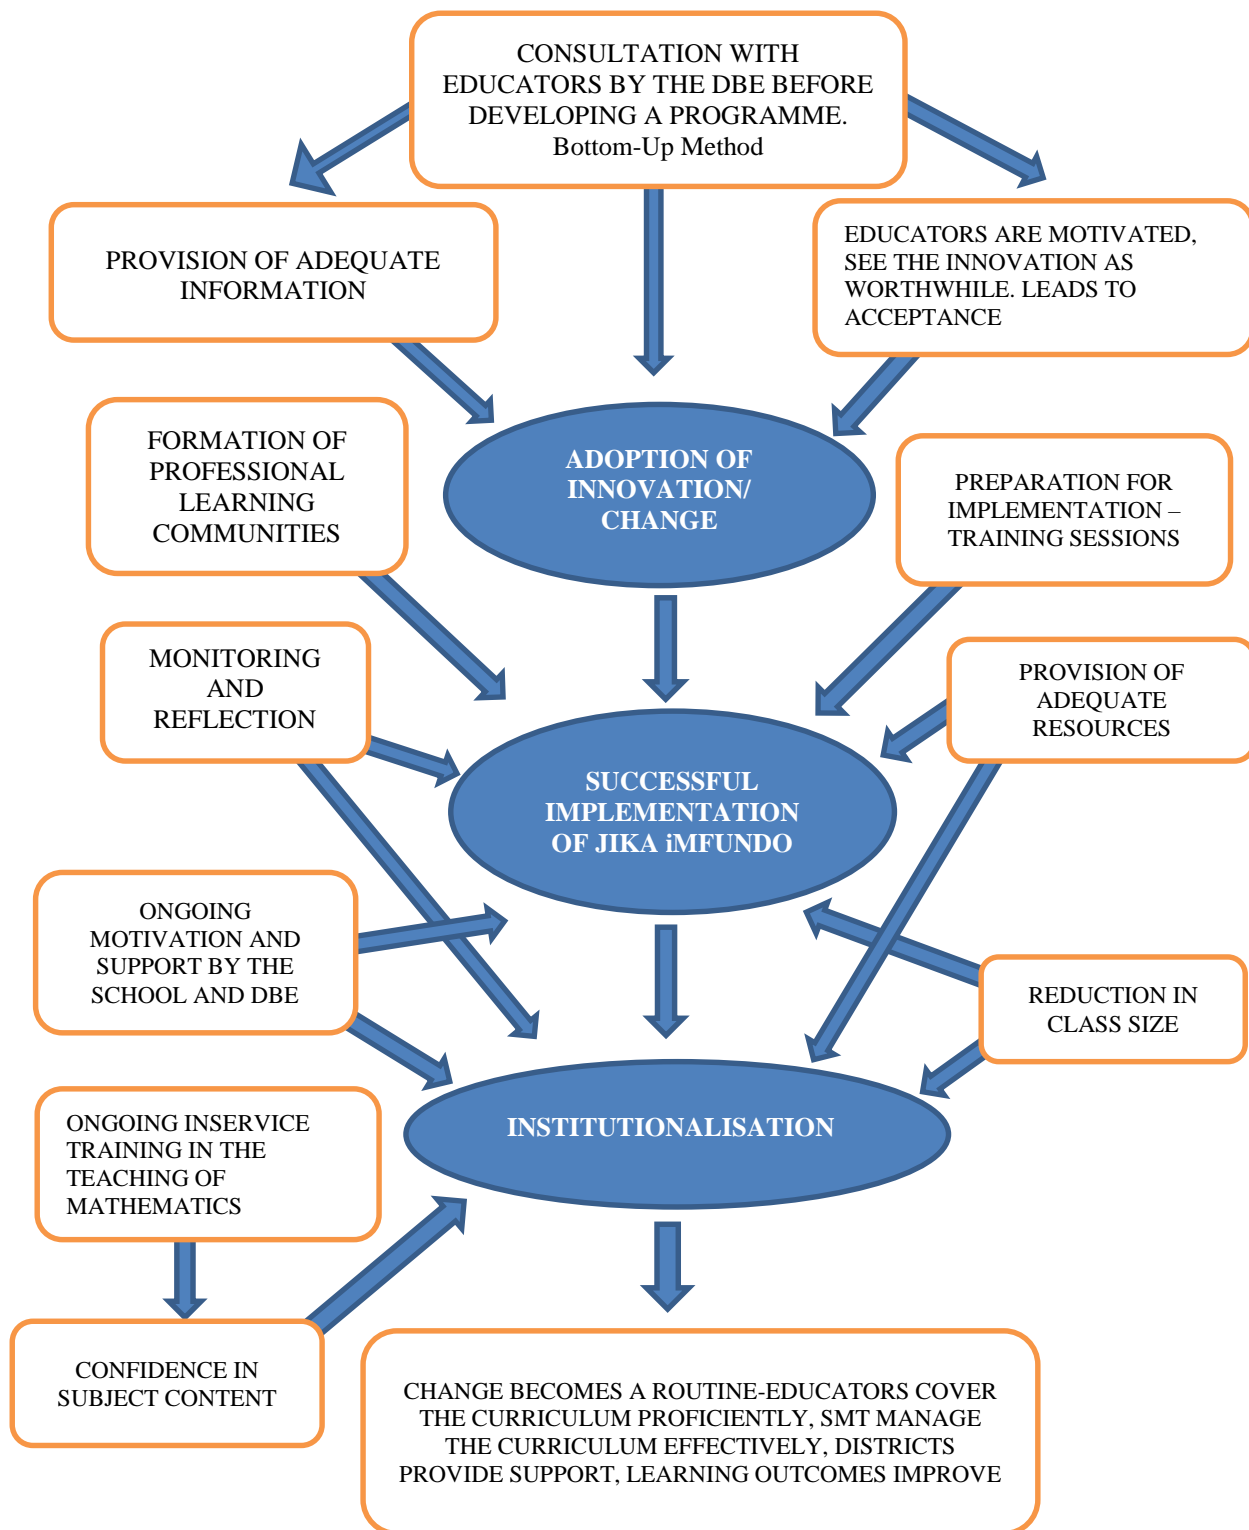 CONSULTATION WITH
EDUCATORS BY THE DBE BEFORE
DEVELOPING A PROGRAMME.
Bottom-Up Method
PROVISION OF ADEQUATE
INFORMATION
EDUCATORS ARE MOTIVATED,
SEE THE INNOVATION AS
WORTHWHILE. LEADS TO
ACCEPTANCE
FORMATION OF
PROFESSIONAL
LEARNING
COMMUNITIES
ADOPTION OF
INNOVATION/
CHANGE
PREPARATION FOR
IMPLEMENTATION –
TRAINING SESSIONS
MONITORING
AND
REFLECTION
PROVISION OF
ADEQUATE
RESOURCES
SUCCESSFUL
IMPLEMENTATION
OF JIKA iMFUNDO
ONGOING
MOTIVATION AND
SUPPORT BY THE
SCHOOL AND DBE
REDUCTION IN
CLASS SIZE
INSTITUTIONALISATION
ONGOING INSERVICE
TRAINING IN THE
TEACHING OF
MATHEMATICS
CONFIDENCE IN
SUBJECT CONTENT
CHANGE BECOMES A ROUTINE-EDUCATORS COVER
THE CURRICULUM PROFICIENTLY, SMT MANAGE
THE CURRICULUM EFFECTIVELY, DISTRICTS
PROVIDE SUPPORT, LEARNING OUTCOMES IMPROVE